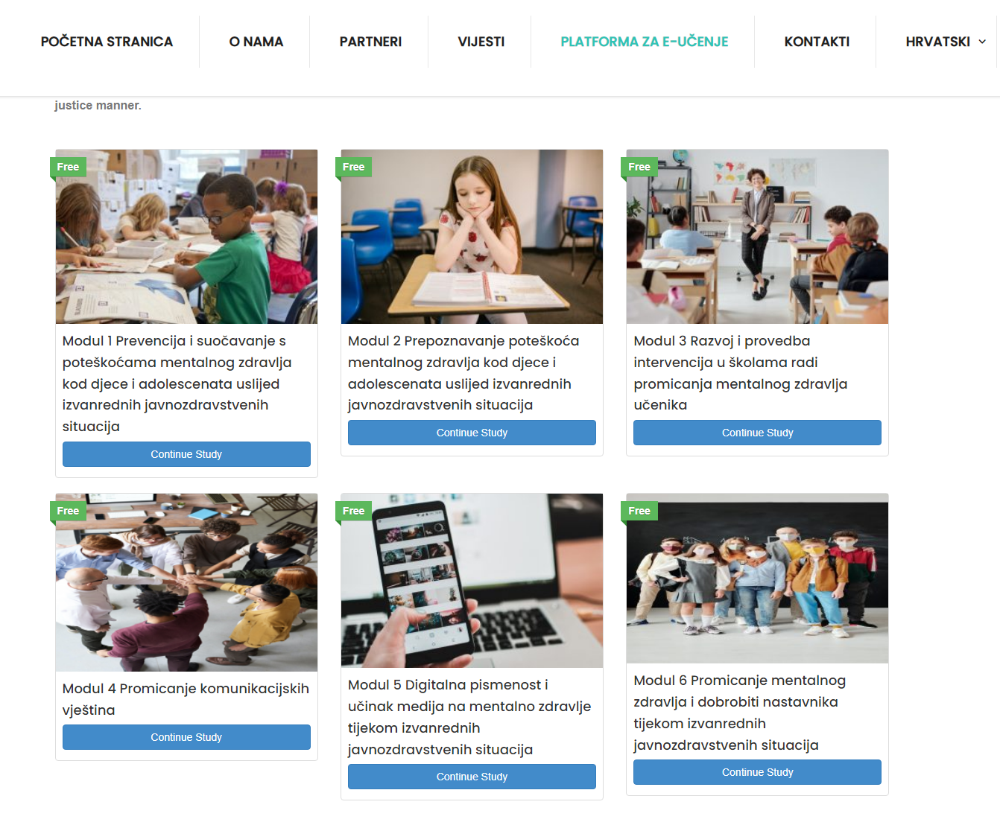 POČETNA STRANICA
O NAMA
PARTNERI
VIJESTI
PLATFORMA ZA E-UČENJE
KONTAKTI
HRVATSKI
justice manner.
Free
Free
Free
Modul 1 Prevencija i suočavanje s
poteškoćama mentalnog zdravlja
kod djece i adolescenata uslijed
izvanrednih javnozdravstvenih
situacija
Continue Study
Modul 2 Prepoznavanje poteškoća
mentalnog zdravlja kod djece i
adolescenata uslijed izvanrednih
javnozdravstvenih situacija
Continue Study
Modul 3 Razvoj i provedba
intervencija u školama radi
promicanja mentalnog zdravlja
učenika
Continue Study
Free
Free
Free
Modul 4 Promicanje komunikacijskih
vještina
Continue Study
Modul 5 Digitalna pismenost i
učinak medija na mentalno zdravlje
tijekom izvanrednih
javnozdravstvenih situacija
Continue Study
Modul 6 Promicanje mentalnog
zdravlja i dobrobiti nastavnika
tijekom izvanrednih
javnozdravstvenih situacija
Continue Study